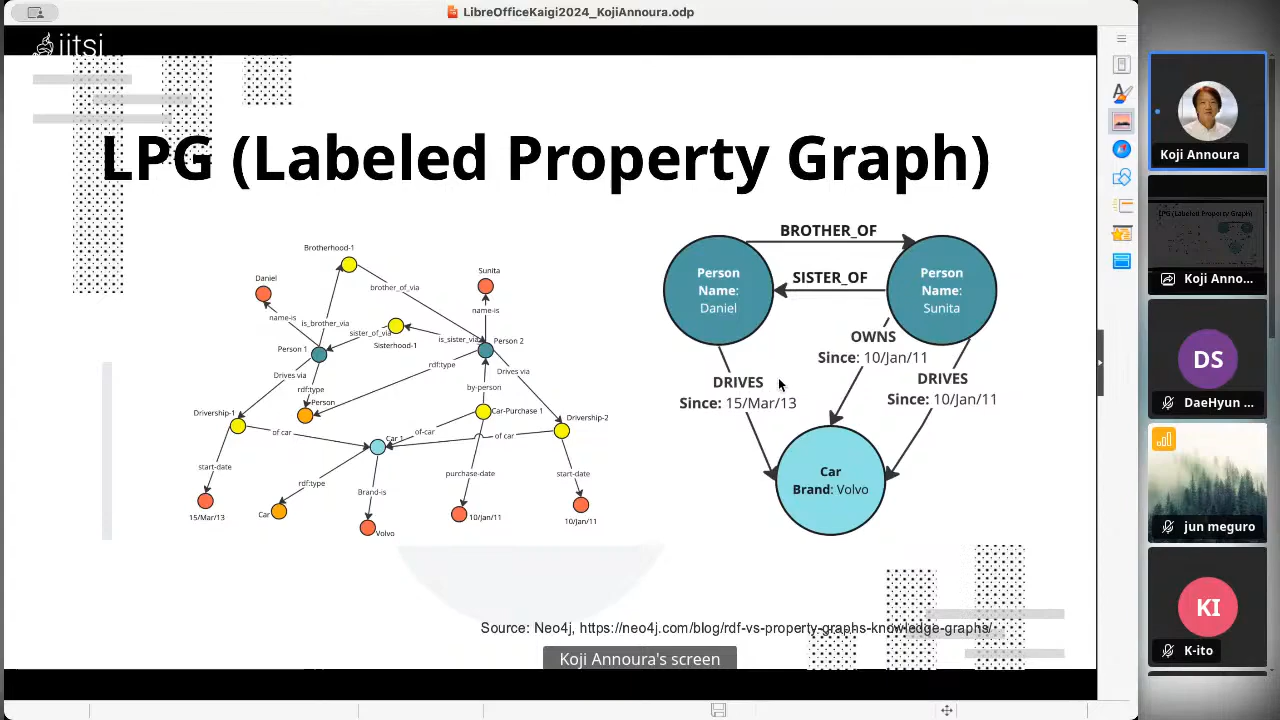 LibreOfficeKaigi2024_KojiAnnoura.odp
jitsi
LPG (Labeled Property Graph)
Brotherhood-1
Daniel
Sunita
brother_of_via
name-is
name-is
is_brother_via
sister_of_via
is_sister_via
Sisterhood-1
Person 1
Person 2
rdf:type
Drives via
Drives via
rdf:type
by-person
Person
Drivership-1
Car-Purchase 1
Drivership-2
of car
of-car
of car
Car 1
start-date
purchase-date
start-date
rdf:type
Brand-is
15/Mar/13
Car
10/Jan/11
10/Jan/11
Volvo
BROTHER_OF
SISTER_OF
Person
Name:
Daniel
Person
Name:
Sunita
OWNS
Since: 10/Jan/11
DRIVES
Since: 15/Mar/13
DRIVES
Since: 10/Jan/11
Car
Brand: Volvo
Source: Neo4j, https://neo4j.com/blog/rdf-vs-property-graphs-knowledge-graphs/
Koji Annoura's screen
Koji Annoura
LPG (Labeled Property Graph)
Koji Anno...
DS
DaeHyun ...
jun meguro
KI
K-ito